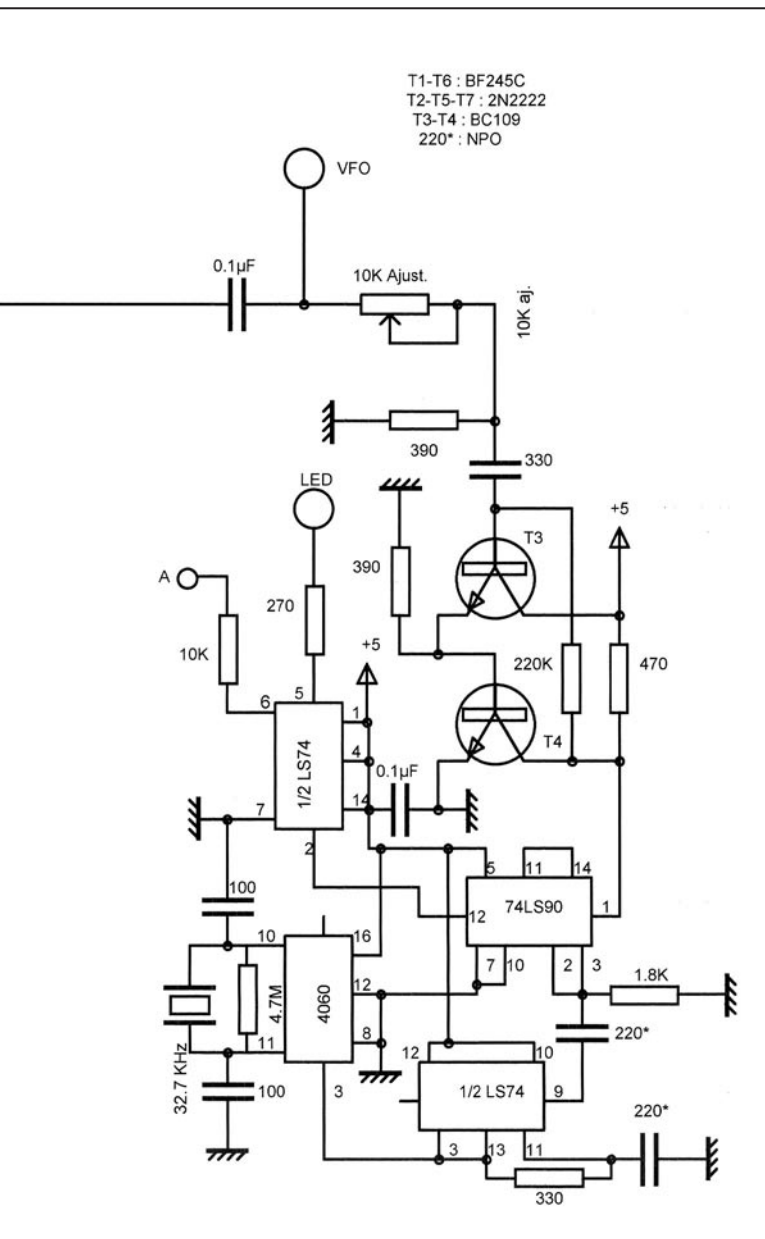 T1-T6 : BF245C
T2-T5-T7 : 2N2222
T3-T4 : BC109
220* : NPO
VFO
0.1µF
10K Ajust.
10K aj.
390
330
LED
+5
T3
390
A
270
10K
220K
470
+5
6
5
1
T4
1/2 LS74
4
0.1µF
14
7
2
5
11
14
100
74LS90
12
1
10
16
7
10
2
3
1.8K
4.7M
4060
12
220*
8
12
10
11
32.7 KHz
100
3
1/2 LS74
9
220*
3
13
11
330